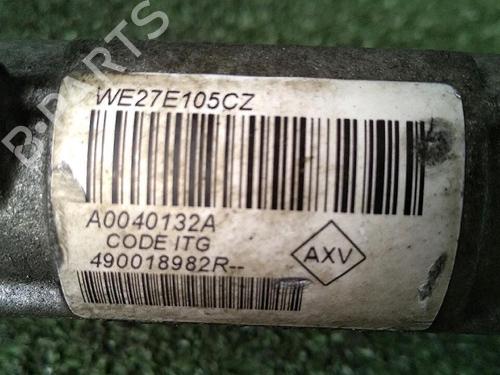 B-PARTS
WE27E105CZ
A0040132A
CODE ITG
490018982R--
AXV